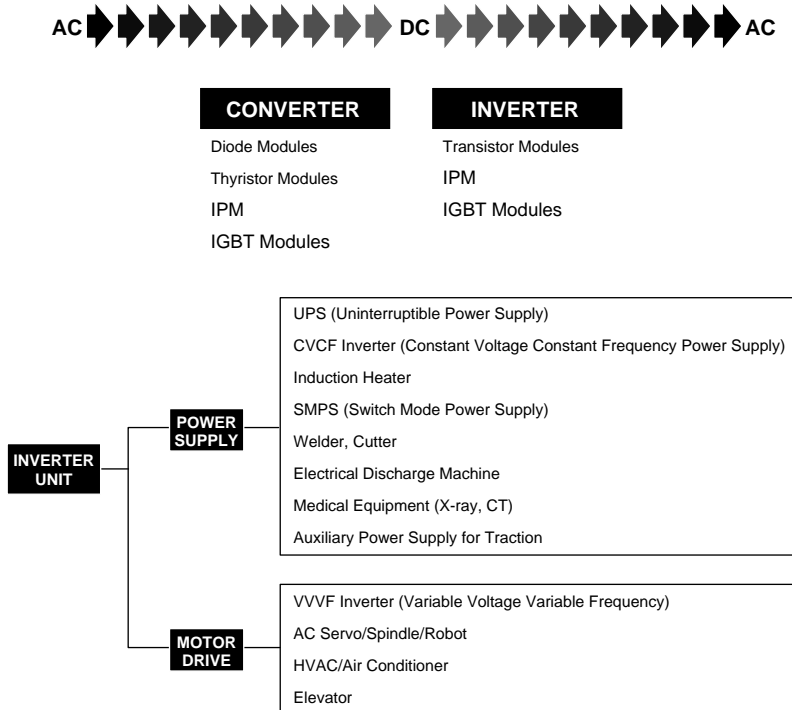 AC DC AC
CONVERTER INVERTER
Diode Modules Transistor Modules
Thyristor Modules IPM
IPM IGBT Modules
IGBT Modules
UPS (Uninterruptible Power Supply)
CVCF Inverter (Constant Voltage Constant Frequency Power Supply)
Induction Heater
SMPS (Switch Mode Power Supply)
Welder, Cutter
Electrical Discharge Machine
Medical Equipment (X-ray, CT)
Auxiliary Power Supply for Traction
POWER
SUPPLY
INVERTER
UNIT
VVVF Inverter (Variable Voltage Variable Frequency)
AC Servo/Spindle/Robot
HVAC/Air Conditioner
Elevator
MOTOR
DRIVE